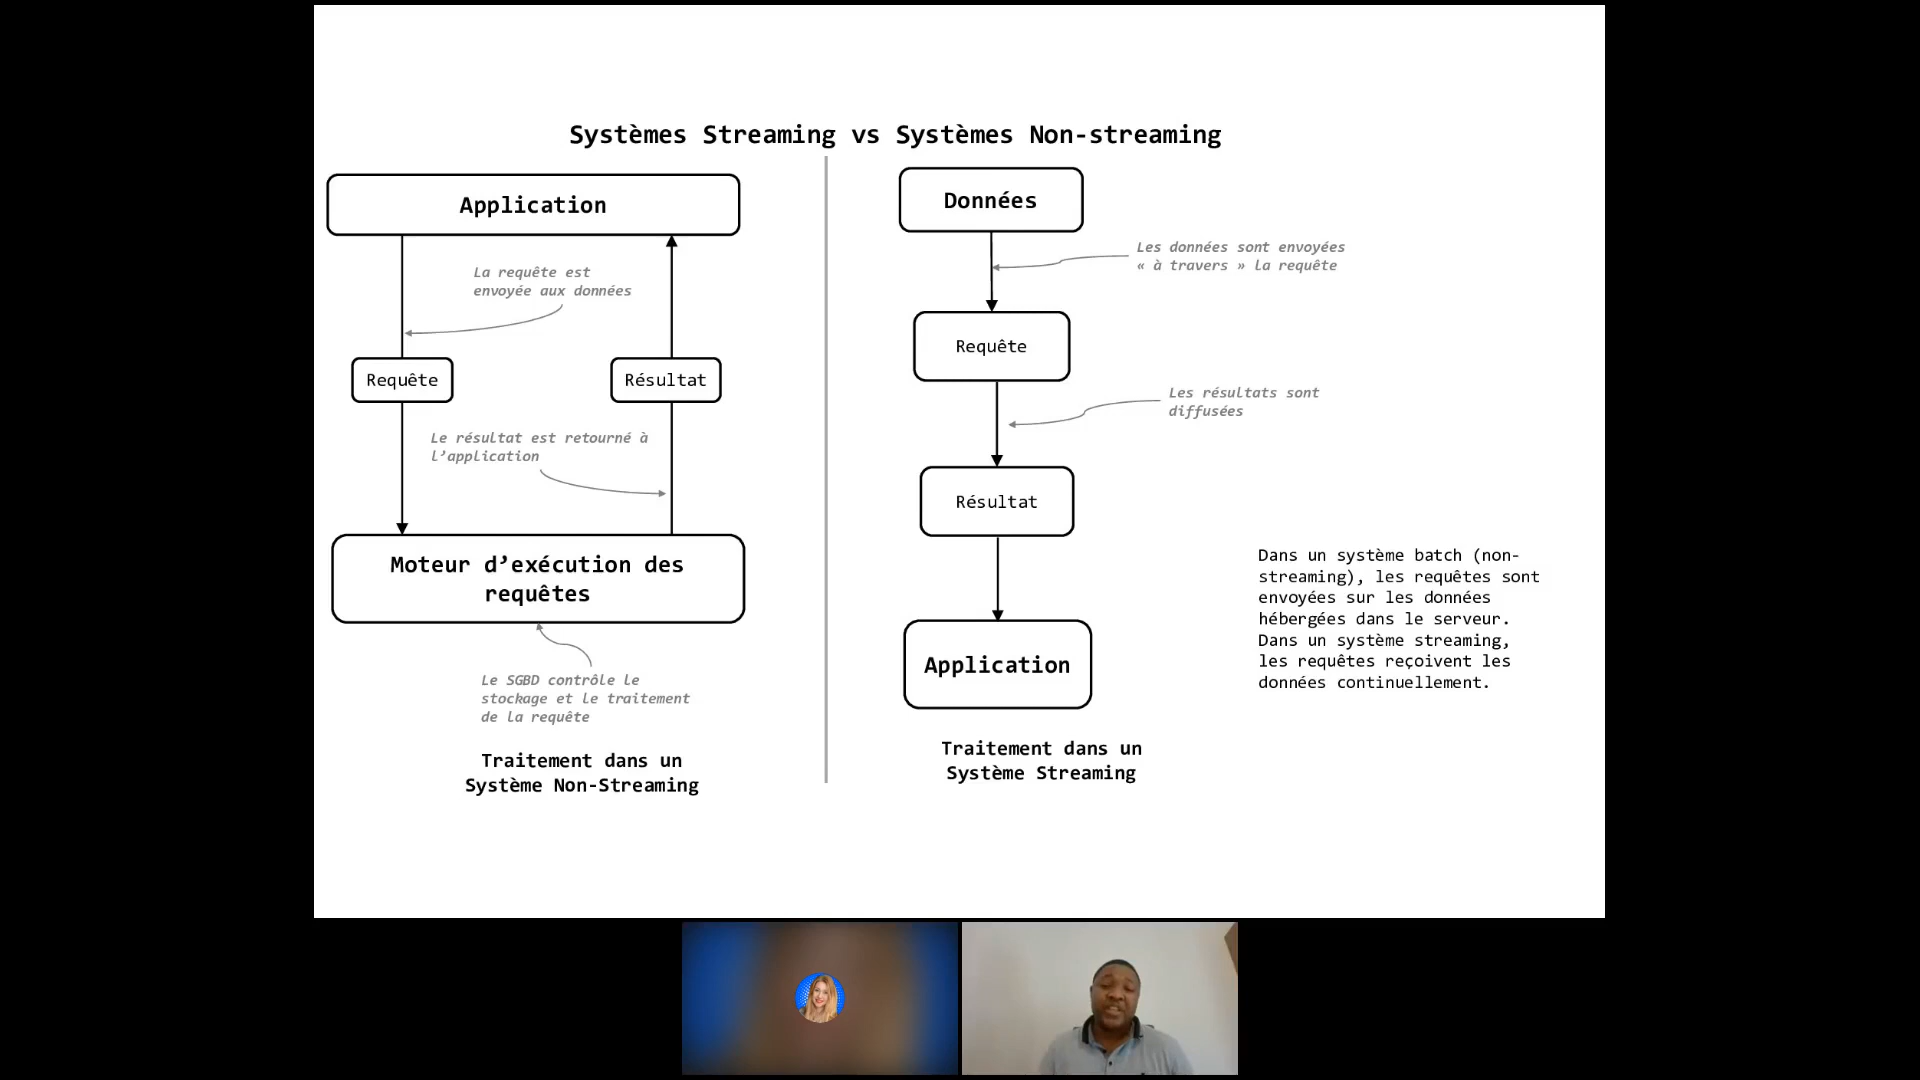 Systèmes Streaming vs Systèmes Non-streaming
Application
La requête est
envoyée aux données
Requête
Résultat
Le résultat est retourné à
l’application
Moteur d’exécution des
requêtes
Le SGBD contrôle le
stockage et le traitement
de la requête
Traitement dans un
Système Non-Streaming
Données
Les données sont envoyées
« à travers » la requête
Requête
Les résultats sont
diffusées
Résultat
Application
Traitement dans un
Système Streaming
Dans un système batch (non-
streaming), les requêtes sont
envoyées sur les données
hébergées dans le serveur.
Dans un système streaming,
les requêtes reçoivent les
données continuellement.